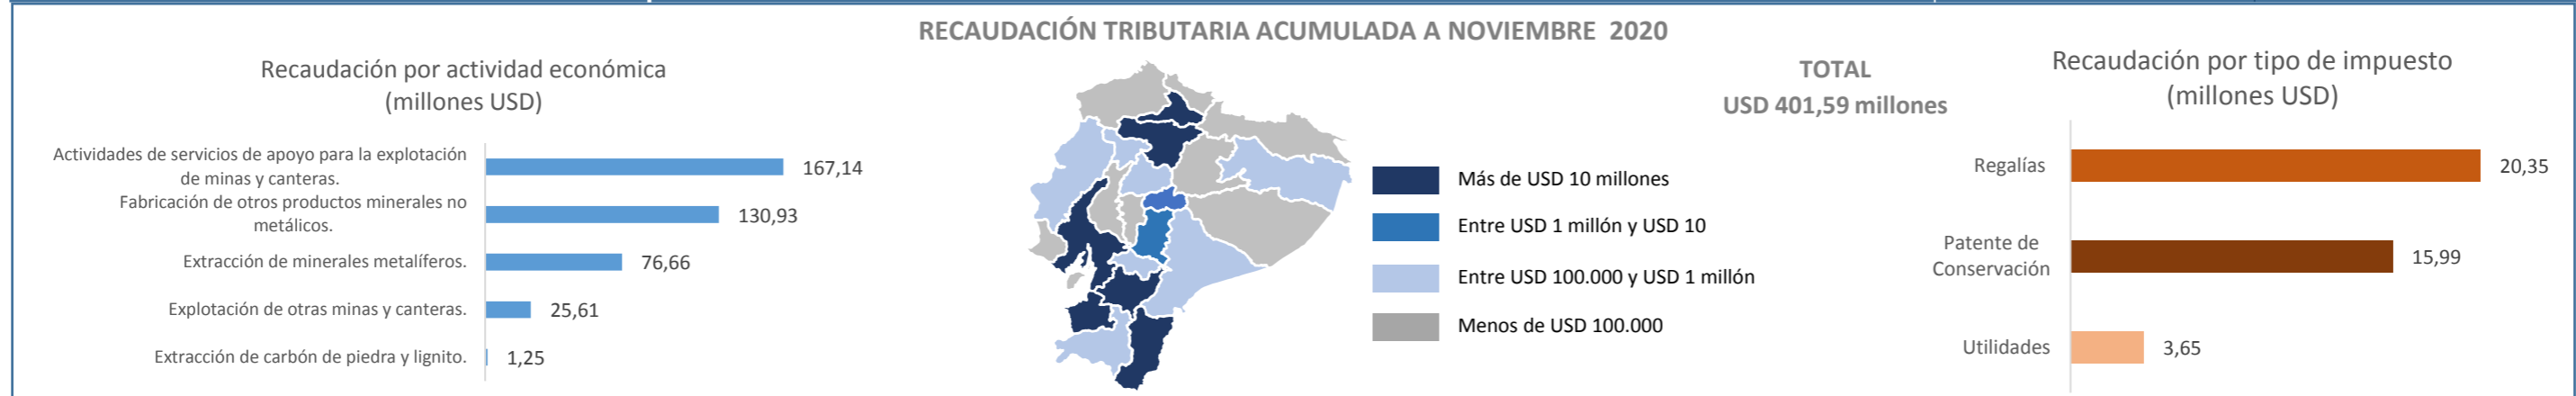 RECAUDACIÓN TRIBUTARIA ACUMULADA A NOVIEMBRE 2020
Recaudación por actividad económica
(millones USD)
Actividades de servicios de apoyo para la explotación
de minas y canteras.
167,14
Fabricación de otros productos minerales no
metálicos.
130,93
Extracción de minerales metalíferos.
76,66
Explotación de otras minas y canteras.
25,61
Extracción de carbón de piedra y lignito.
1,25
Más de USD 10 millones
Entre USD 1 millón y USD 10
Entre USD 100.000 y USD 1 millón
Menos de USD 100.000
TOTAL
USD 401,59 millones
Recaudación por tipo de impuesto
(millones USD)
Regalías
20,35
Patente de
Conservación
15,99
Utilidades
3,65